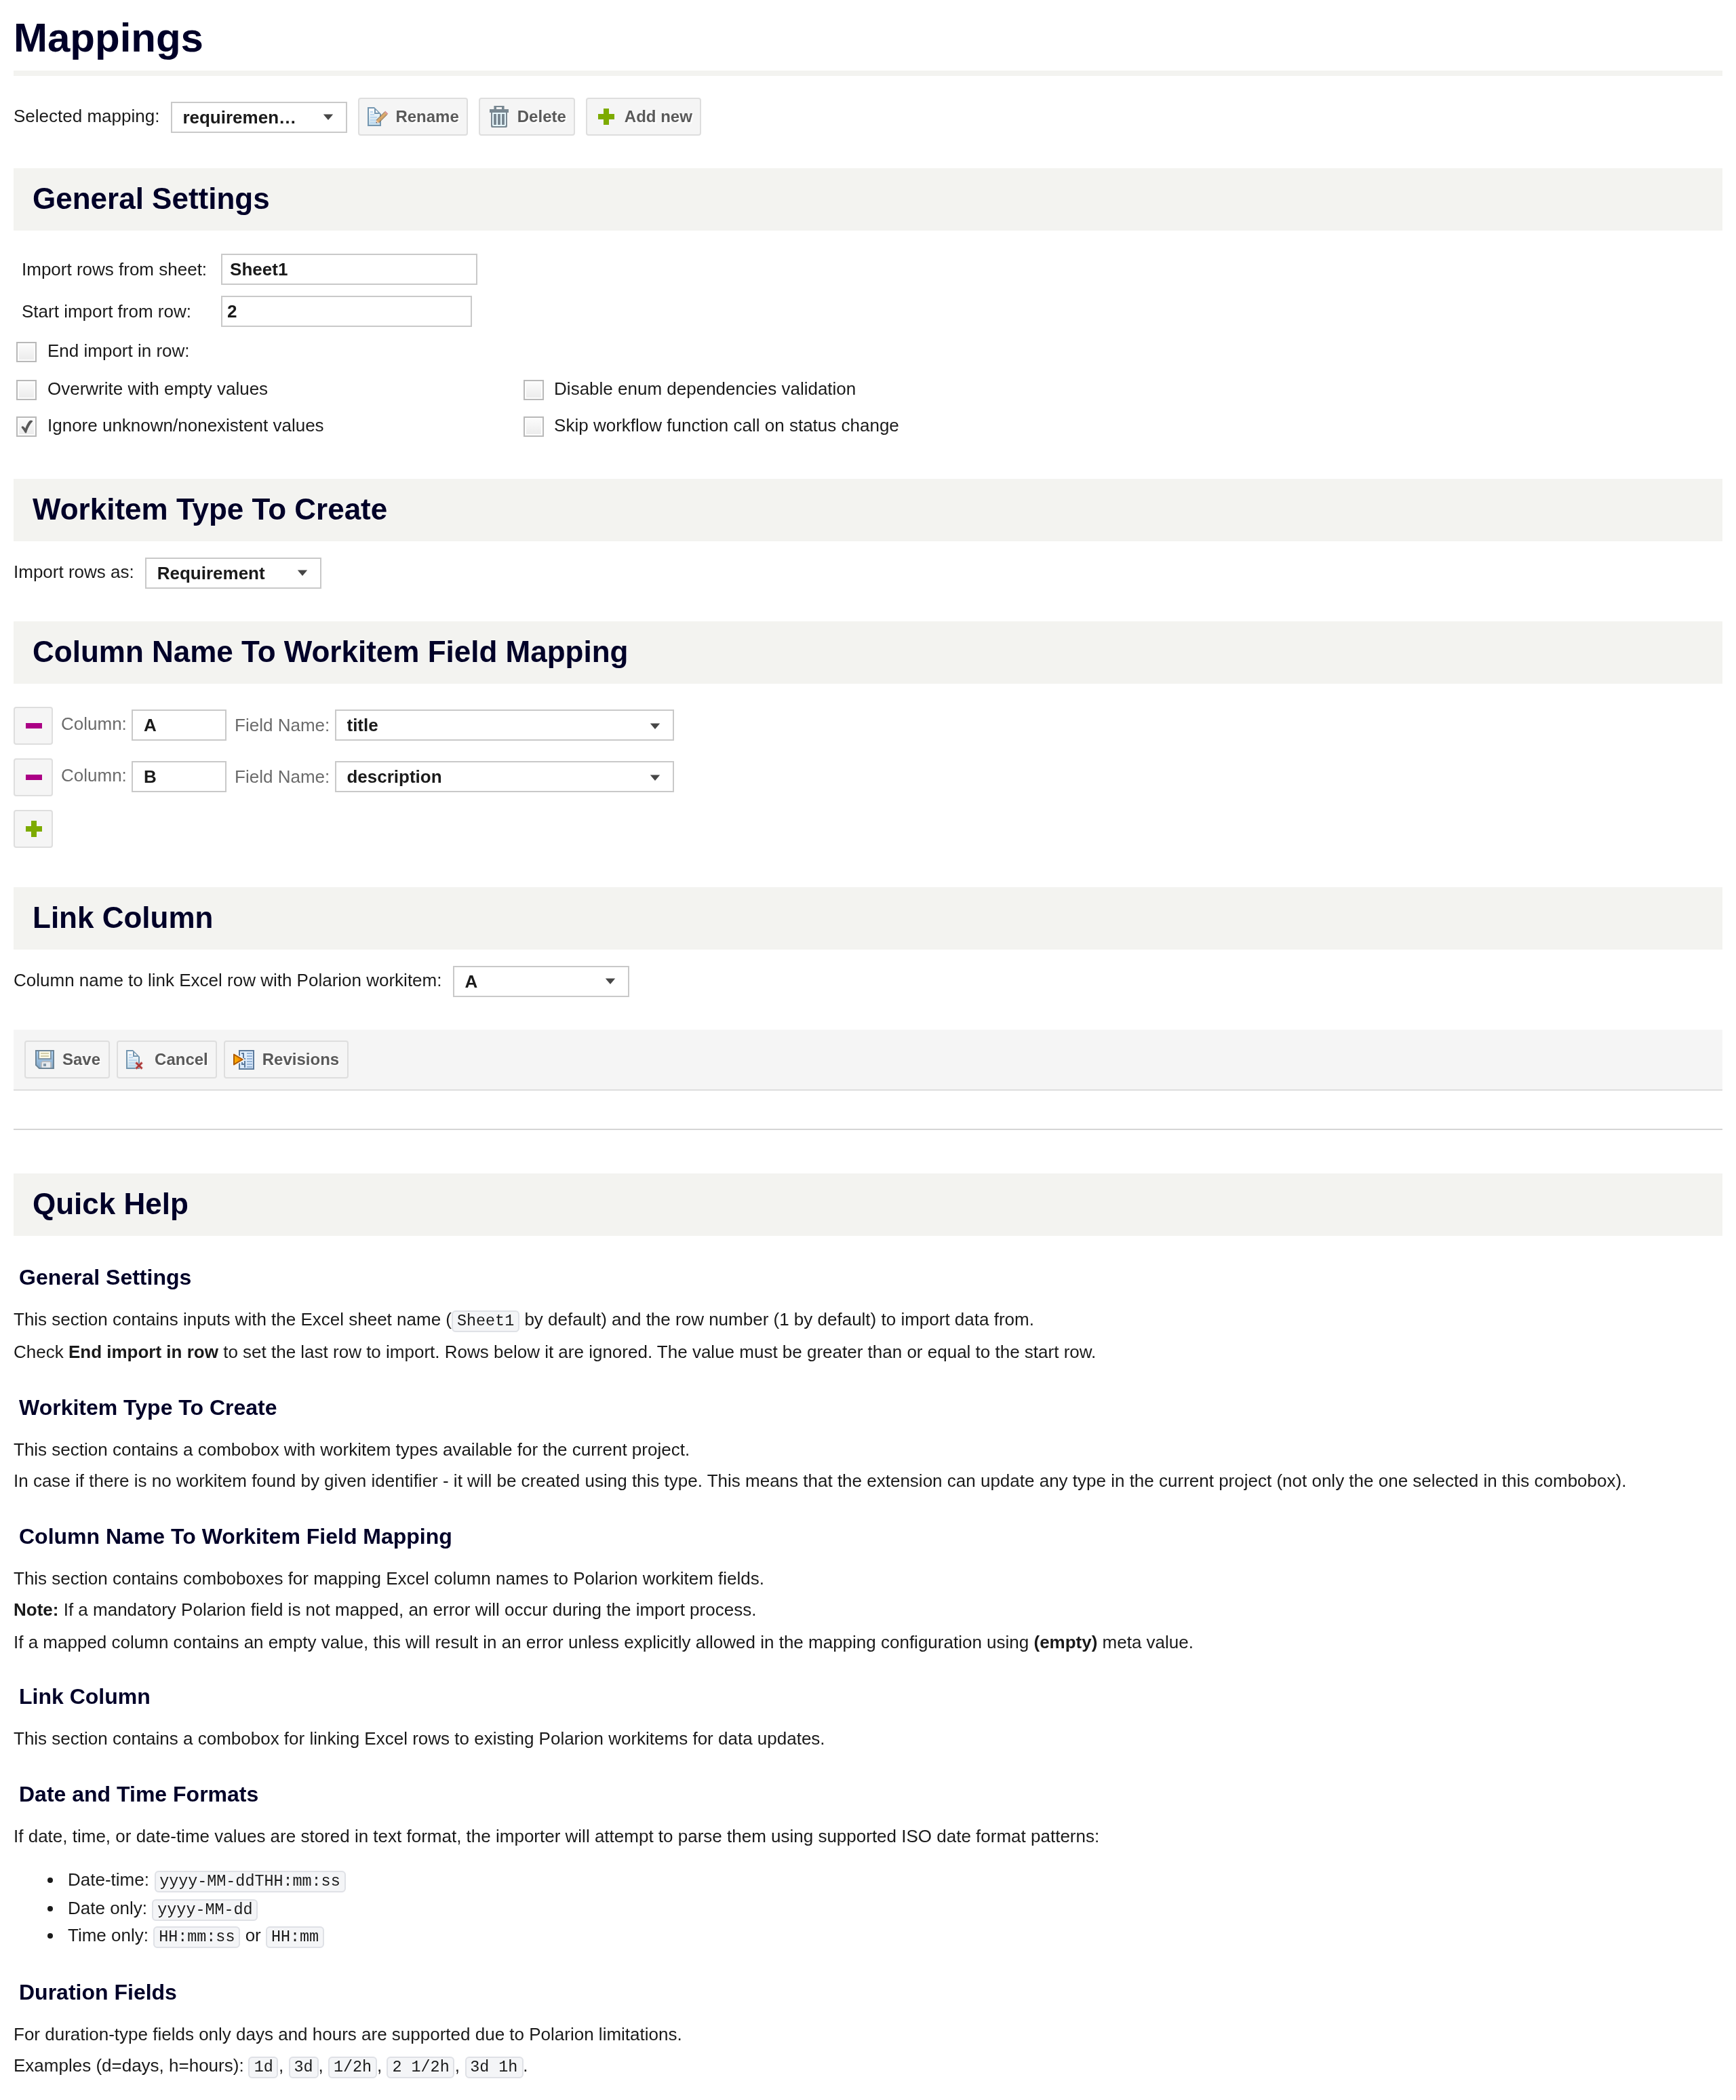 Mappings
Selected mapping: requiremen… Rename Delete Add new
General Settings
Import rows from sheet: Sheet1
Start import from row: 2
End import in row:
Overwrite with empty values Disable enum dependencies validation
Ignore unknown/nonexistent values Skip workflow function call on status change
Workitem Type To Create
Import rows as: Requirement
Column Name To Workitem Field Mapping
Column: A Field Name: title
Column: B Field Name: description
Link Column
Column name to link Excel row with Polarion workitem: A
Save Cancel Revisions
Quick Help
General Settings
This section contains inputs with the Excel sheet name (Sheet1 by default) and the row number (1 by default) to import data from.
Check End import in row to set the last row to import. Rows below it are ignored. The value must be greater than or equal to the start row.
Workitem Type To Create
This section contains a combobox with workitem types available for the current project.
In case if there is no workitem found by given identifier - it will be created using this type. This means that the extension can update any type in the current project (not only the one selected in this combobox).
Column Name To Workitem Field Mapping
This section contains comboboxes for mapping Excel column names to Polarion workitem fields.
Note: If a mandatory Polarion field is not mapped, an error will occur during the import process.
If a mapped column contains an empty value, this will result in an error unless explicitly allowed in the mapping configuration using (empty) meta value.
Link Column
This section contains a combobox for linking Excel rows to existing Polarion workitems for data updates.
Date and Time Formats
If date, time, or date-time values are stored in text format, the importer will attempt to parse them using supported ISO date format patterns:
• Date-time: yyyy-MM-ddTHH:mm:ss
• Date only: yyyy-MM-dd
• Time only: HH:mm:ss or HH:mm
Duration Fields
For duration-type fields only days and hours are supported due to Polarion limitations.
Examples (d=days, h=hours): 1d, 3d, 1/2h, 2 1/2h, 3d 1h.